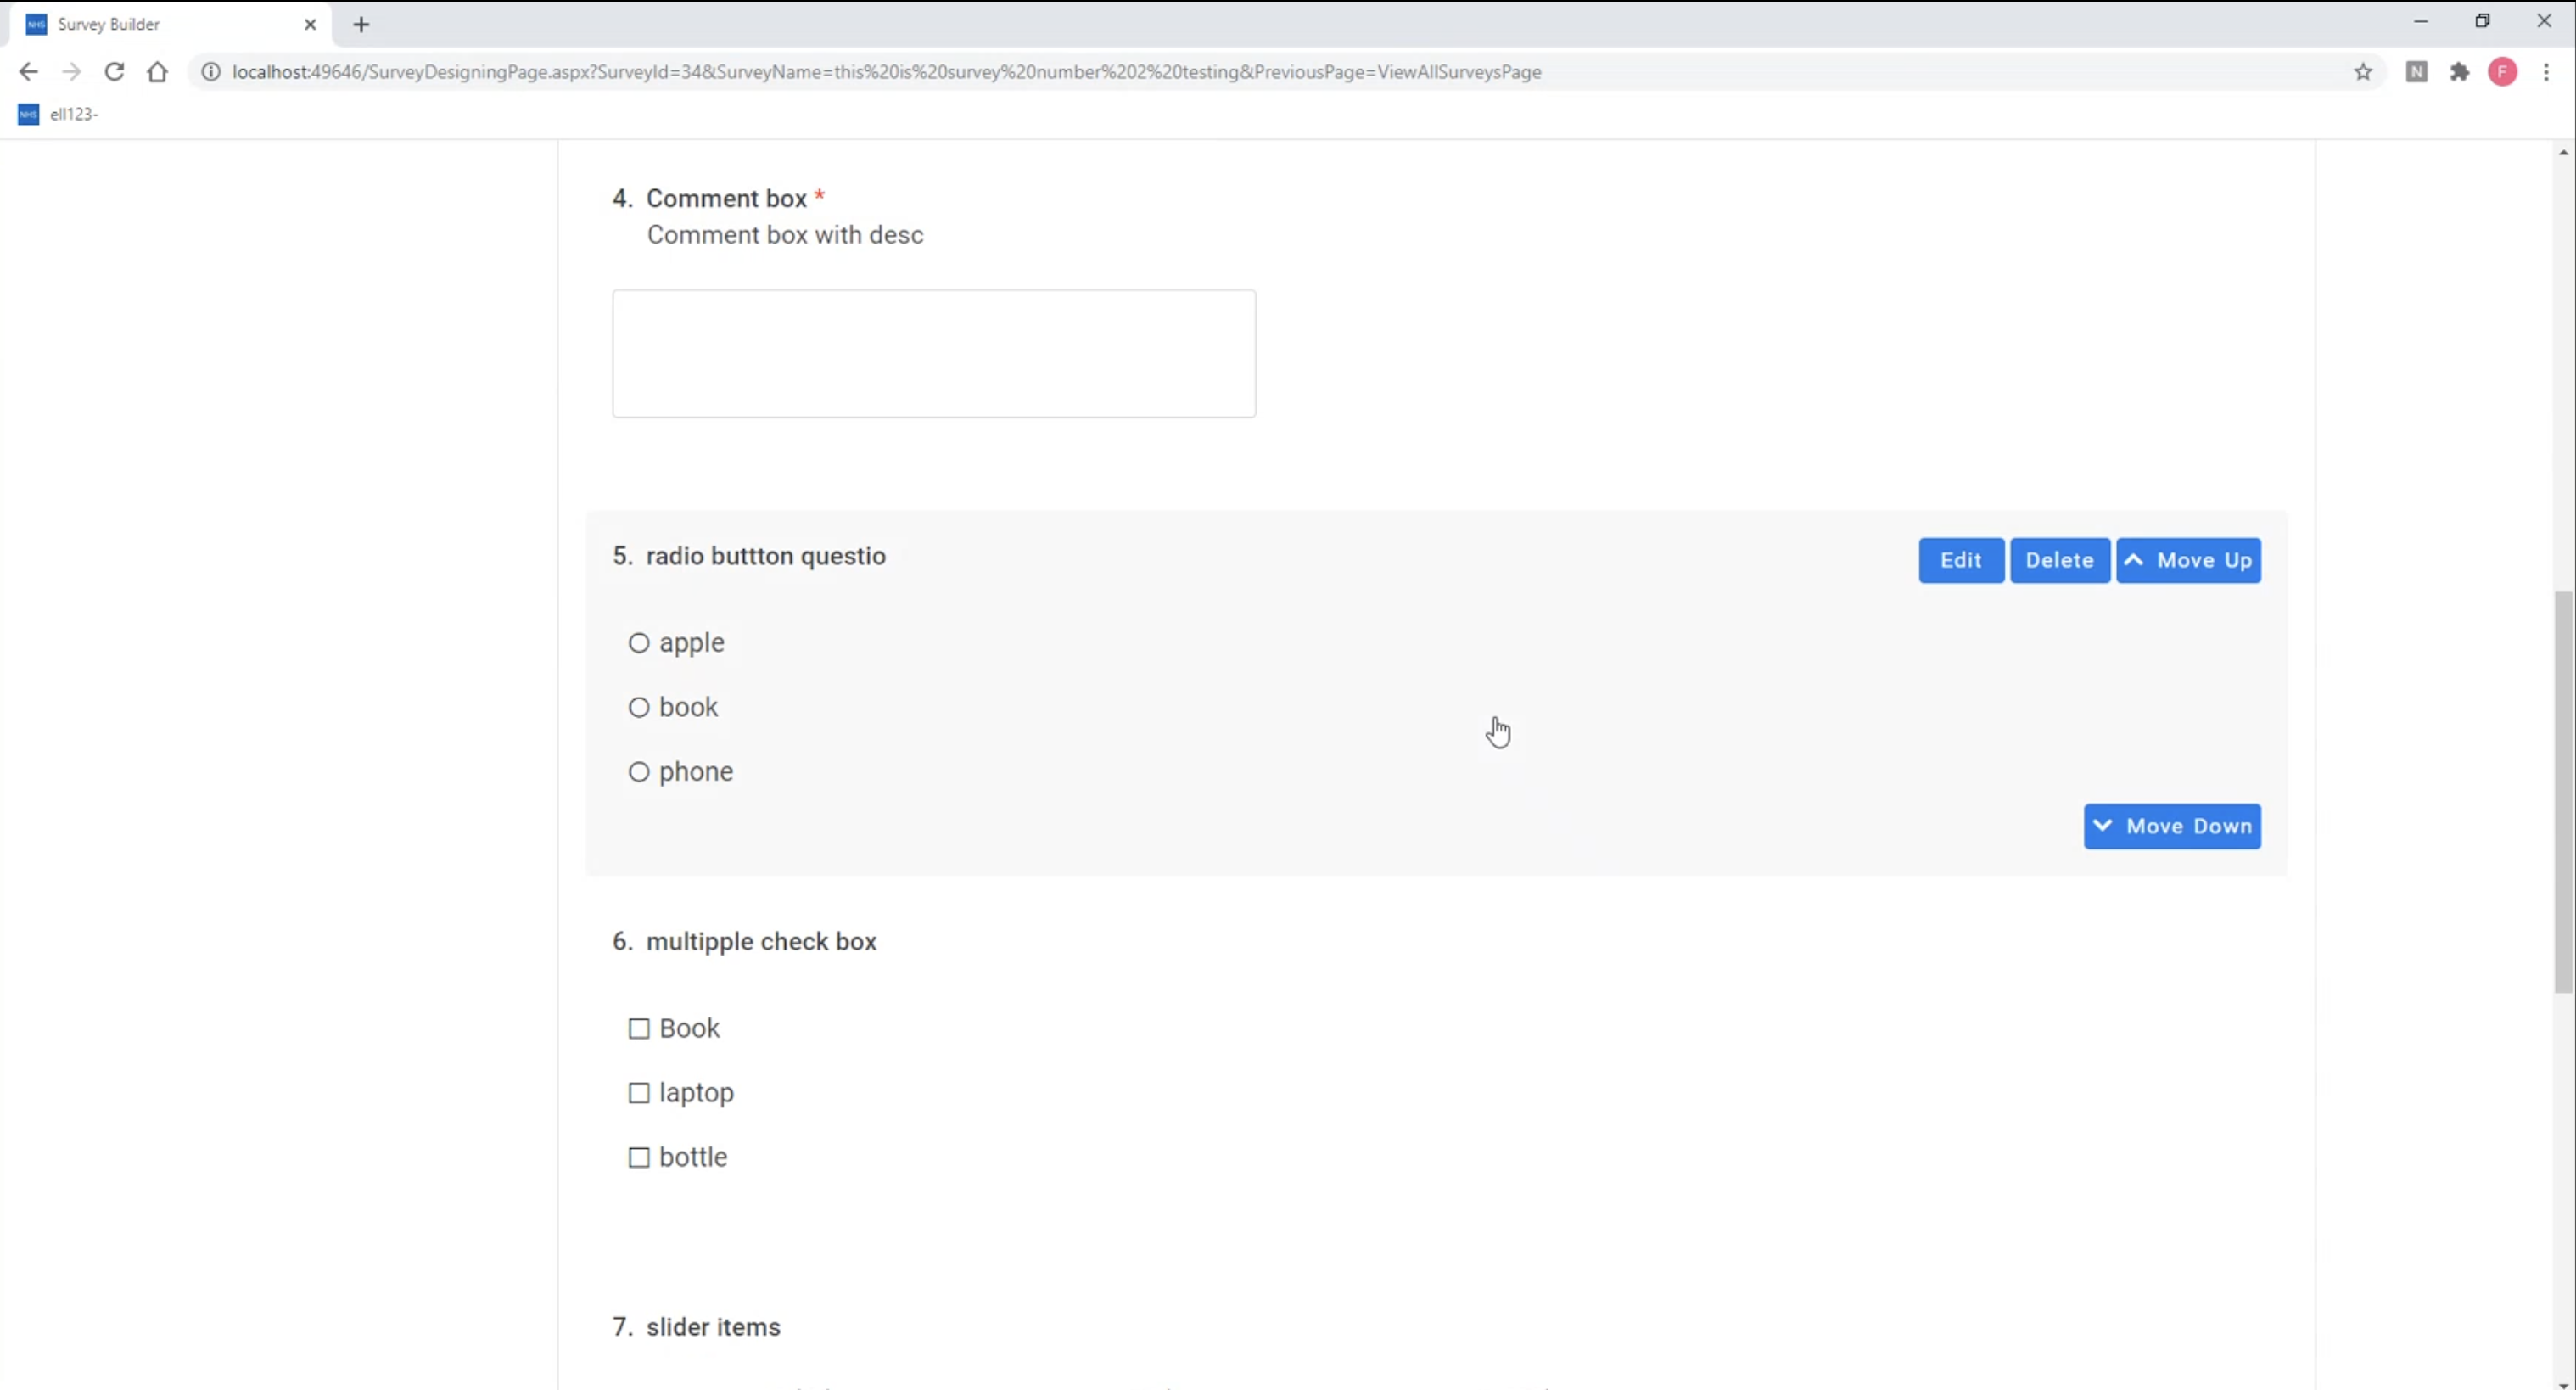 NHS Survey Builder
localhost:49646/SurveyDesigningPage.aspx?SurveyId=34&SurveyName=this%20is%20survey%20number%202%20testing&PreviousPage=ViewAllSurveysPage
N
F
NHS ell123-
4. Comment box *
Comment box with desc
5. radio buttton questio
Edit Delete Move Up
apple
book
phone
Move Down
6. multipple check box
Book
laptop
bottle
7. slider items